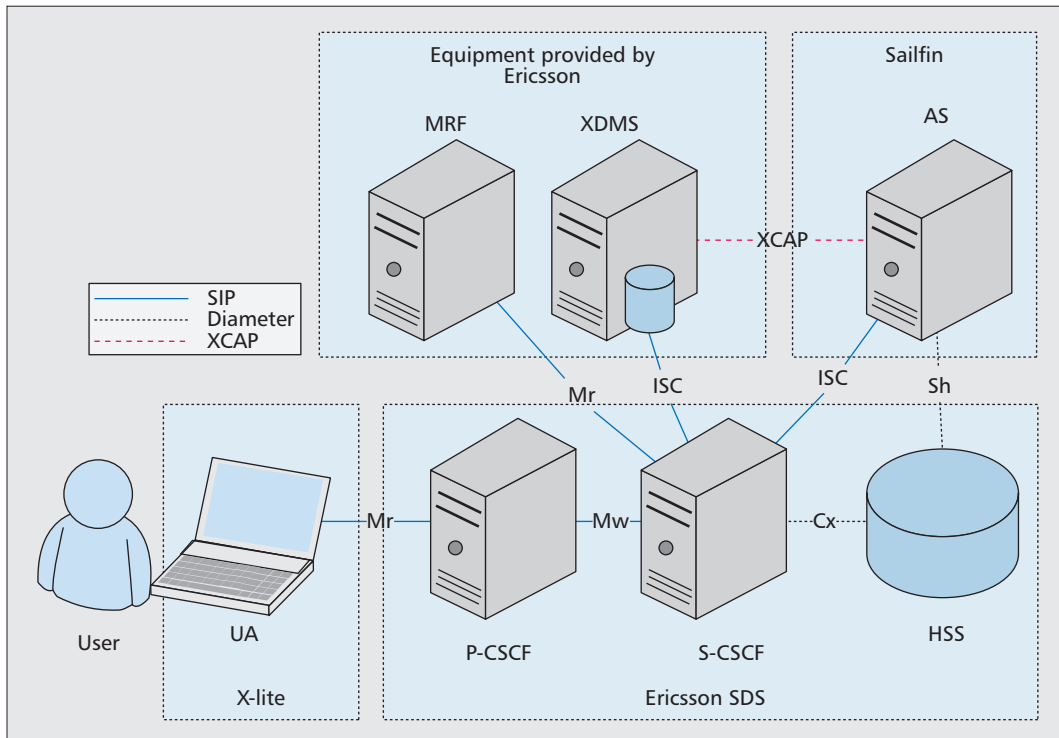 Equipment provided by
Ericsson
Sailfin
MRF
XDMS
AS
XCAP
SIP
Diameter
XCAP
Mr
ISC
ISC
Sh
Mr
Mw
Cx
User
UA
P-CSCF
S-CSCF
HSS
X-lite
Ericsson SDS